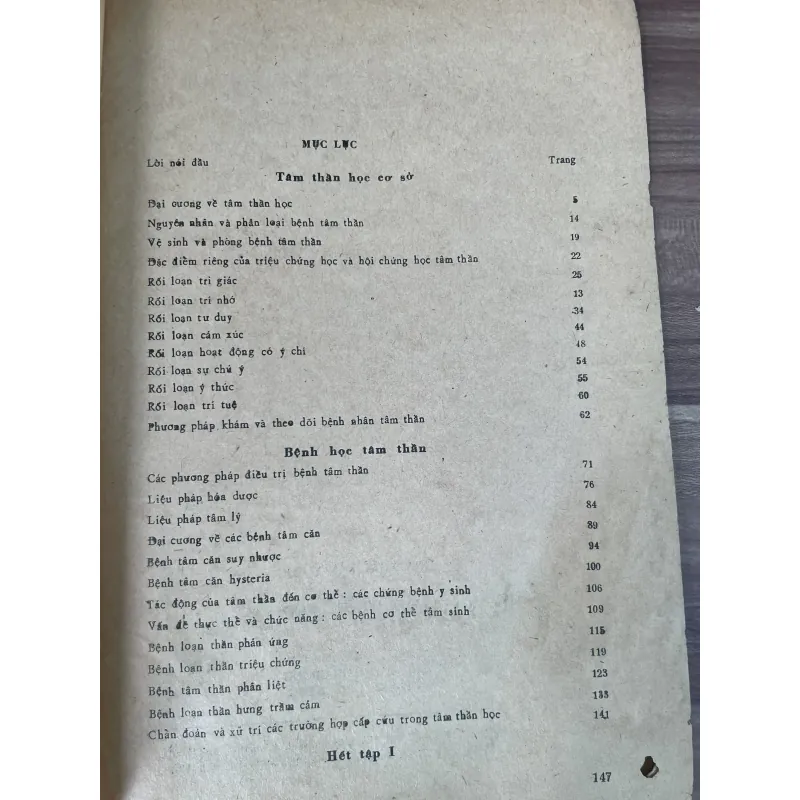 MỤC LỤC
Lời nói đầu Trang
Tâm thần học cơ sở
Đại cương về tâm thần học 5
Nguyên nhân và phân loại bệnh tâm thần 14
Vệ sinh và phòng bệnh tâm thần 19
Đặc điểm riêng của triệu chứng học và hội chứng học tâm thần 22
Rối loạn tri giác 25
Rối loạn trí nhớ 13
Rối loạn tư duy 34
Rối loạn cảm xúc 44
Rối loạn hoạt động có ý chí 48
Rối loạn sự chú ý 54
Rối loạn ý thức 55
Rối loạn trí tuệ 60
Phương pháp khám và theo dõi bệnh nhân tâm thần 62
Bệnh học tâm thần
Các phương pháp điều trị bệnh tâm thần 71
Liệu pháp hóa dược 76
Liệu pháp tâm lý 84
Đại cương về các bệnh tâm căn 89
Bệnh tâm căn suy nhược 94
Bệnh tâm căn hysteria 100
Tác động của tâm thần đến cơ thể : các chứng bệnh y sinh 106
Vấn đề thực thể và chức năng : các bệnh cơ thể tâm sinh 109
Bệnh loạn thần phản ứng 115
Bệnh loạn thần triệu chứng 119
Bệnh tâm thần phân liệt 123
Bệnh loạn thần hưng trầm cảm 133
Chẩn đoán và xử trí các trường hợp cấp cứu trong tâm thần học 141
Hết tập I
147